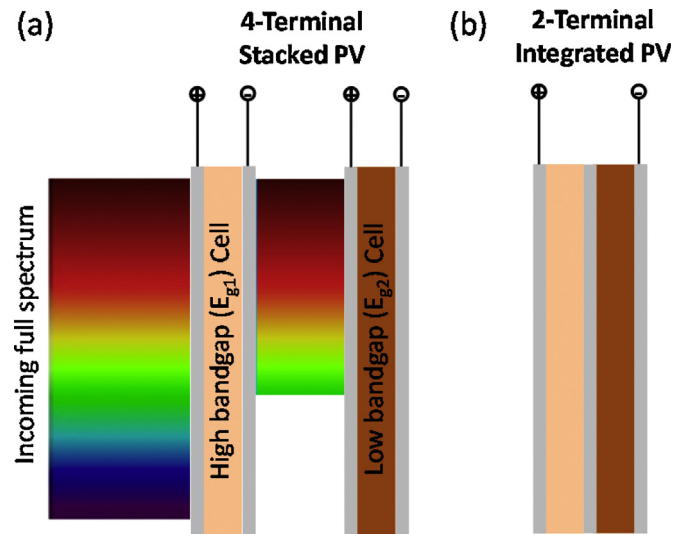 (a)
4-Terminal
Stacked PV
(b)
2-Terminal
Integrated PV
⊕
⊖
⊕
⊖
⊕
⊖
Incoming full spectrum
High bandgap (Eg1) Cell
Low bandgap (Eg2) Cell